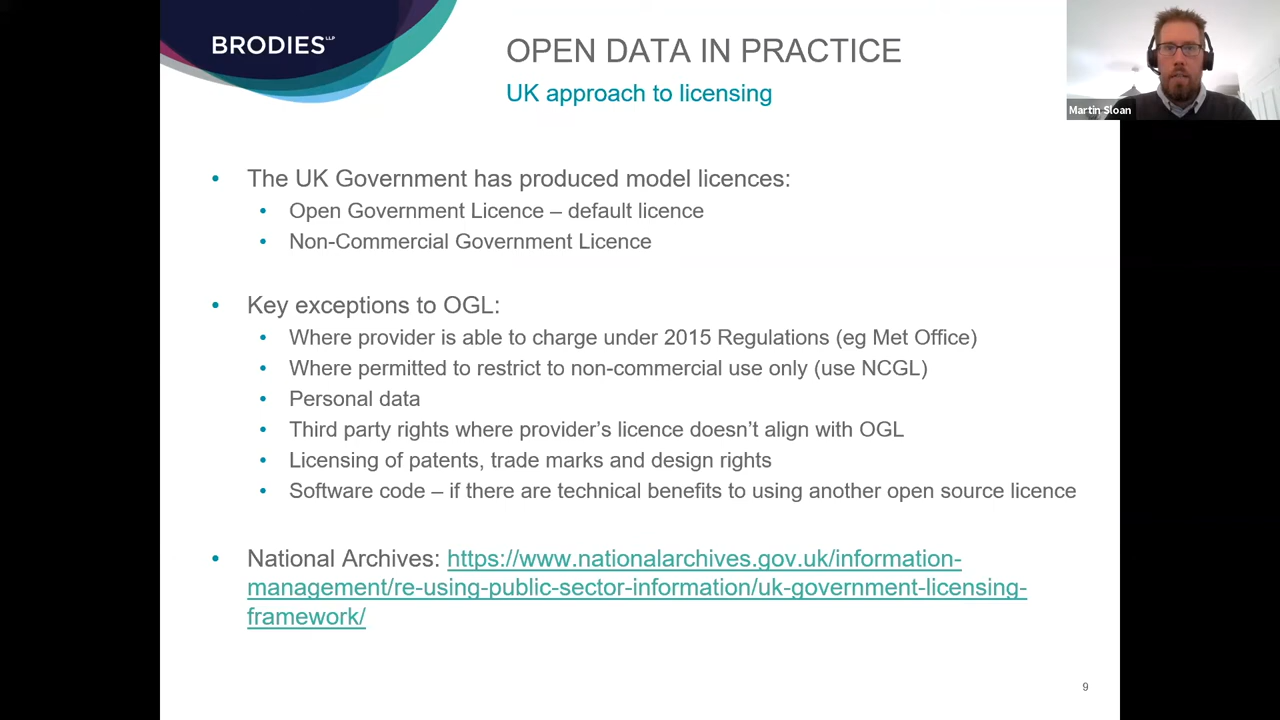 BRODIES LLP
OPEN DATA IN PRACTICE
UK approach to licensing
Martin Sloan
• The UK Government has produced model licences:
• Open Government Licence – default licence
• Non-Commercial Government Licence
• Key exceptions to OGL:
• Where provider is able to charge under 2015 Regulations (eg Met Office)
• Where permitted to restrict to non-commercial use only (use NCGL)
• Personal data
• Third party rights where provider’s licence doesn’t align with OGL
• Licensing of patents, trade marks and design rights
• Software code – if there are technical benefits to using another open source licence
• National Archives: https://www.nationalarchives.gov.uk/information-
management/re-using-public-sector-information/uk-government-licensing-
framework/
9